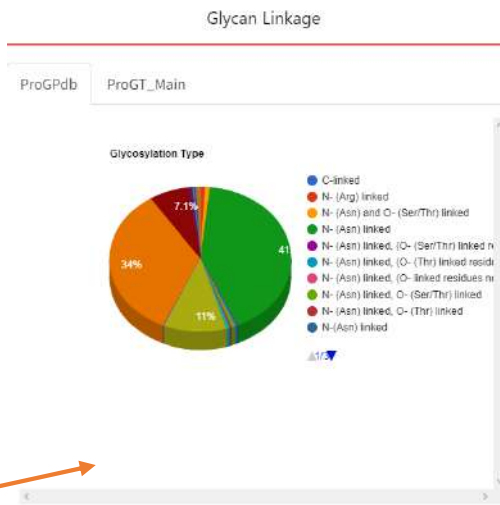 Glycan Linkage
ProGPdb ProGT_Main
Glycosylation Type
7.1%
34%
41
11%
C-linked
N- (Arg) linked
N- (Asn) and O- (Ser/Thr) linked
N- (Asn) linked
N- (Asn) linked, (O- (Ser/Thr) linked re
N- (Asn) linked, (O- (Thr) linked resid
N- (Asn) linked, (O- linked residues
N- (Asn) linked, O- (Ser/Thr) linked
N- (Asn) linked, O- (Thr) linked
N-(Asn) linked
1/3